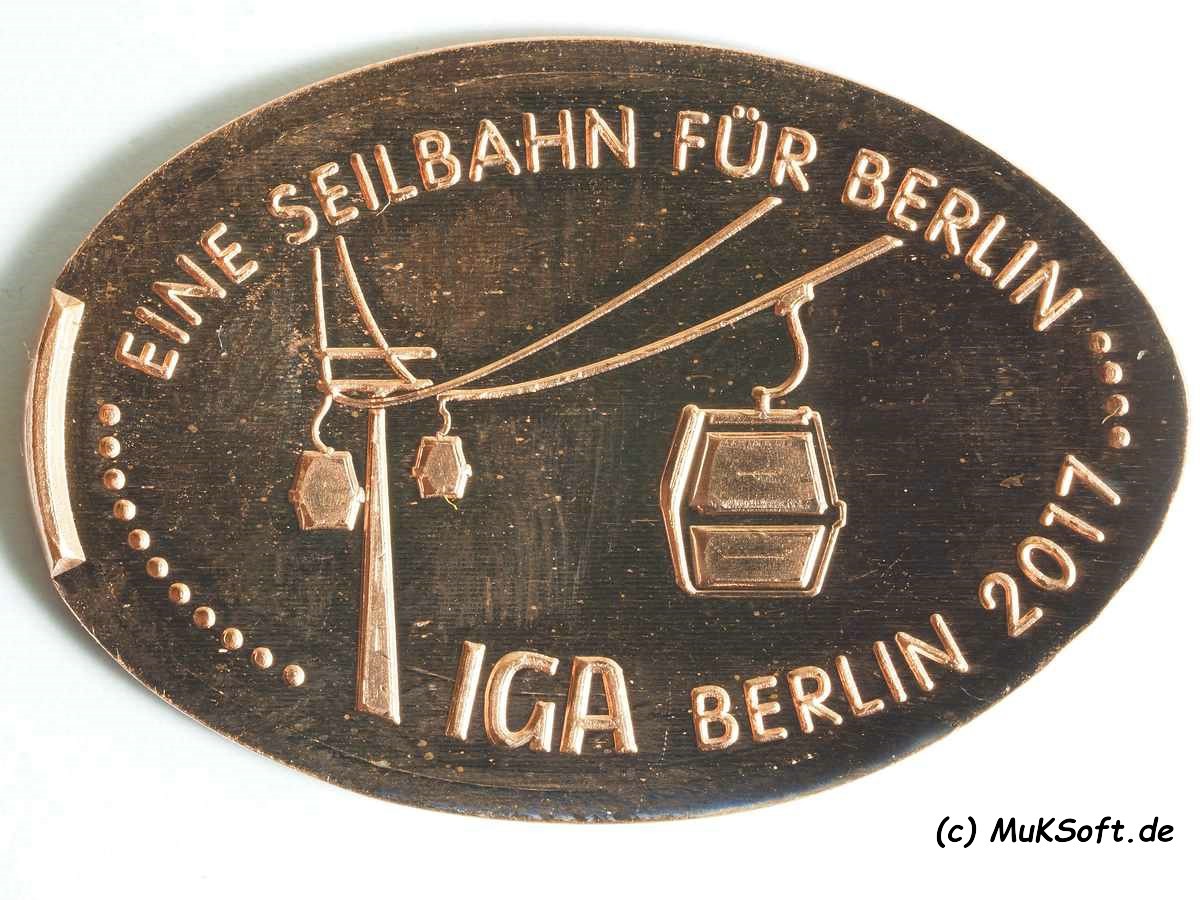 EINE SEILBAHN FÜR BERLIN
IGA BERLIN 2017
(c) MuKSoft.de